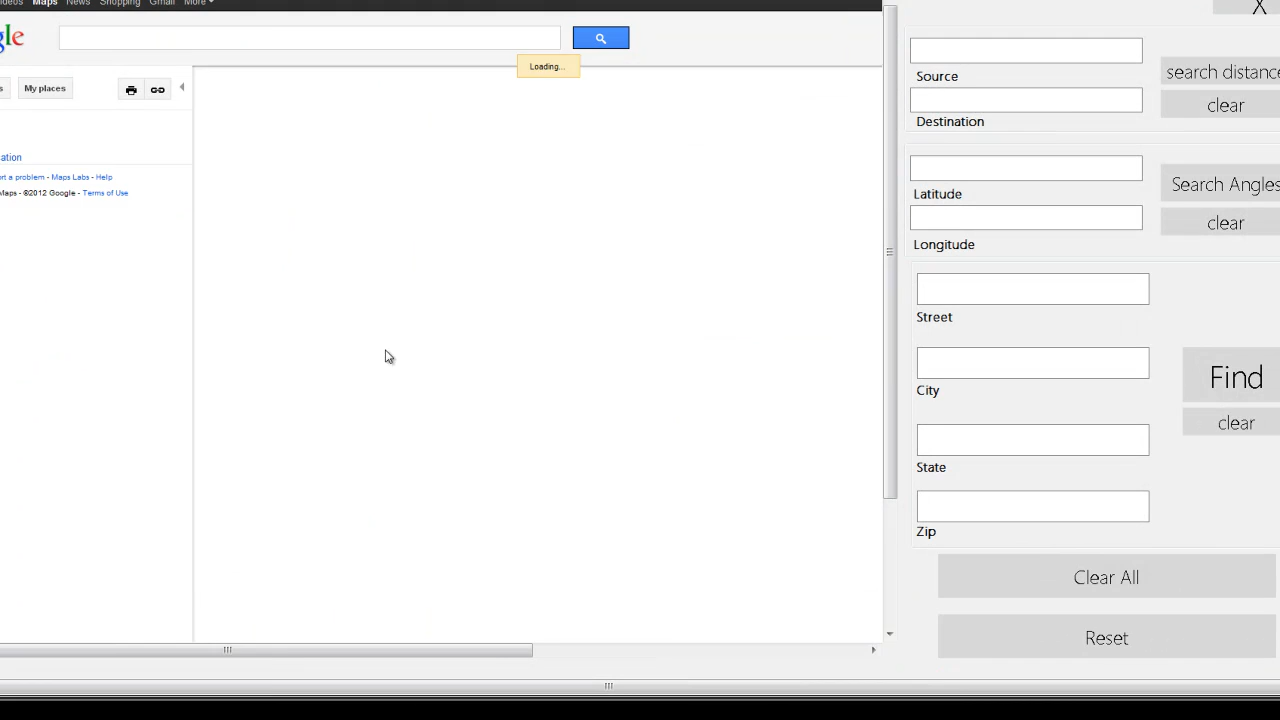 Videos Maps News Shopping Gmail More
gle
Loading...
My places
ation
rt a problem - Maps Labs - Help
Maps - ©2012 Google - Terms of Use
X
Source
search distance
Destination
clear
Latitude
Search Angles
Longitude
clear
Street
City
Find
clear
State
Zip
Clear All
Reset